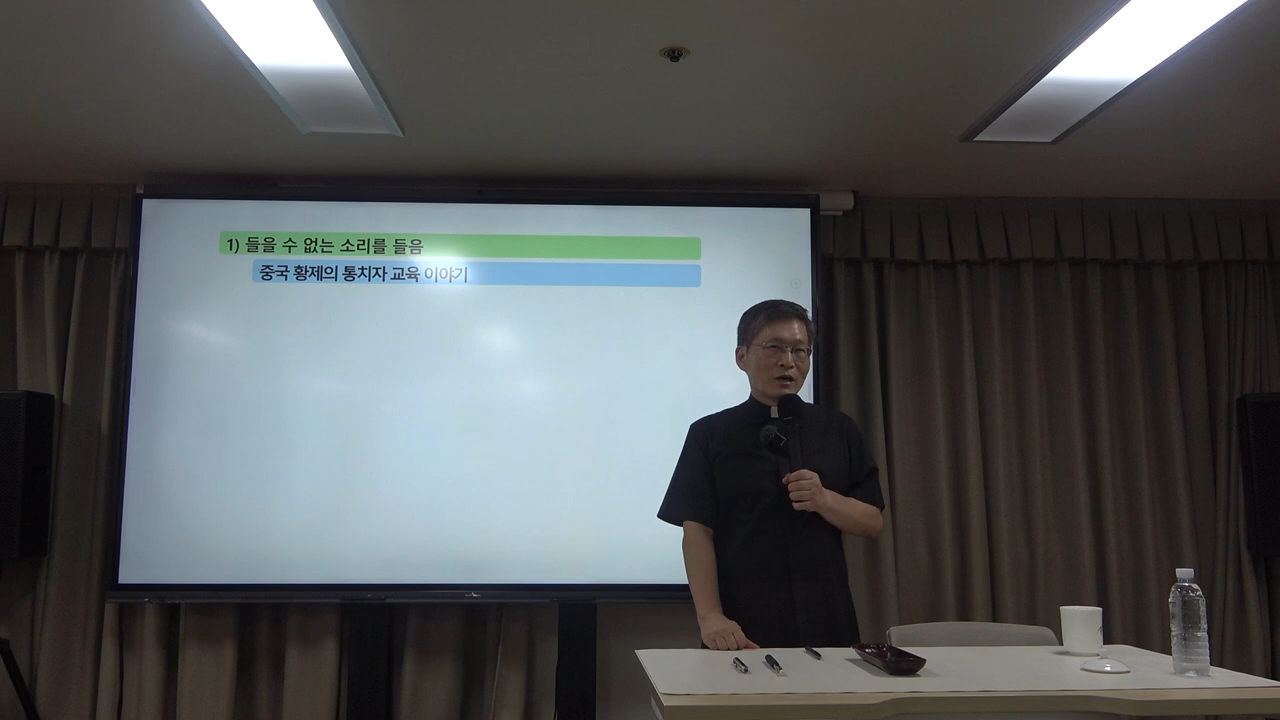 1) 들을 수 없는 소리를 들음
중국 황제의 통치자 교육 이야기